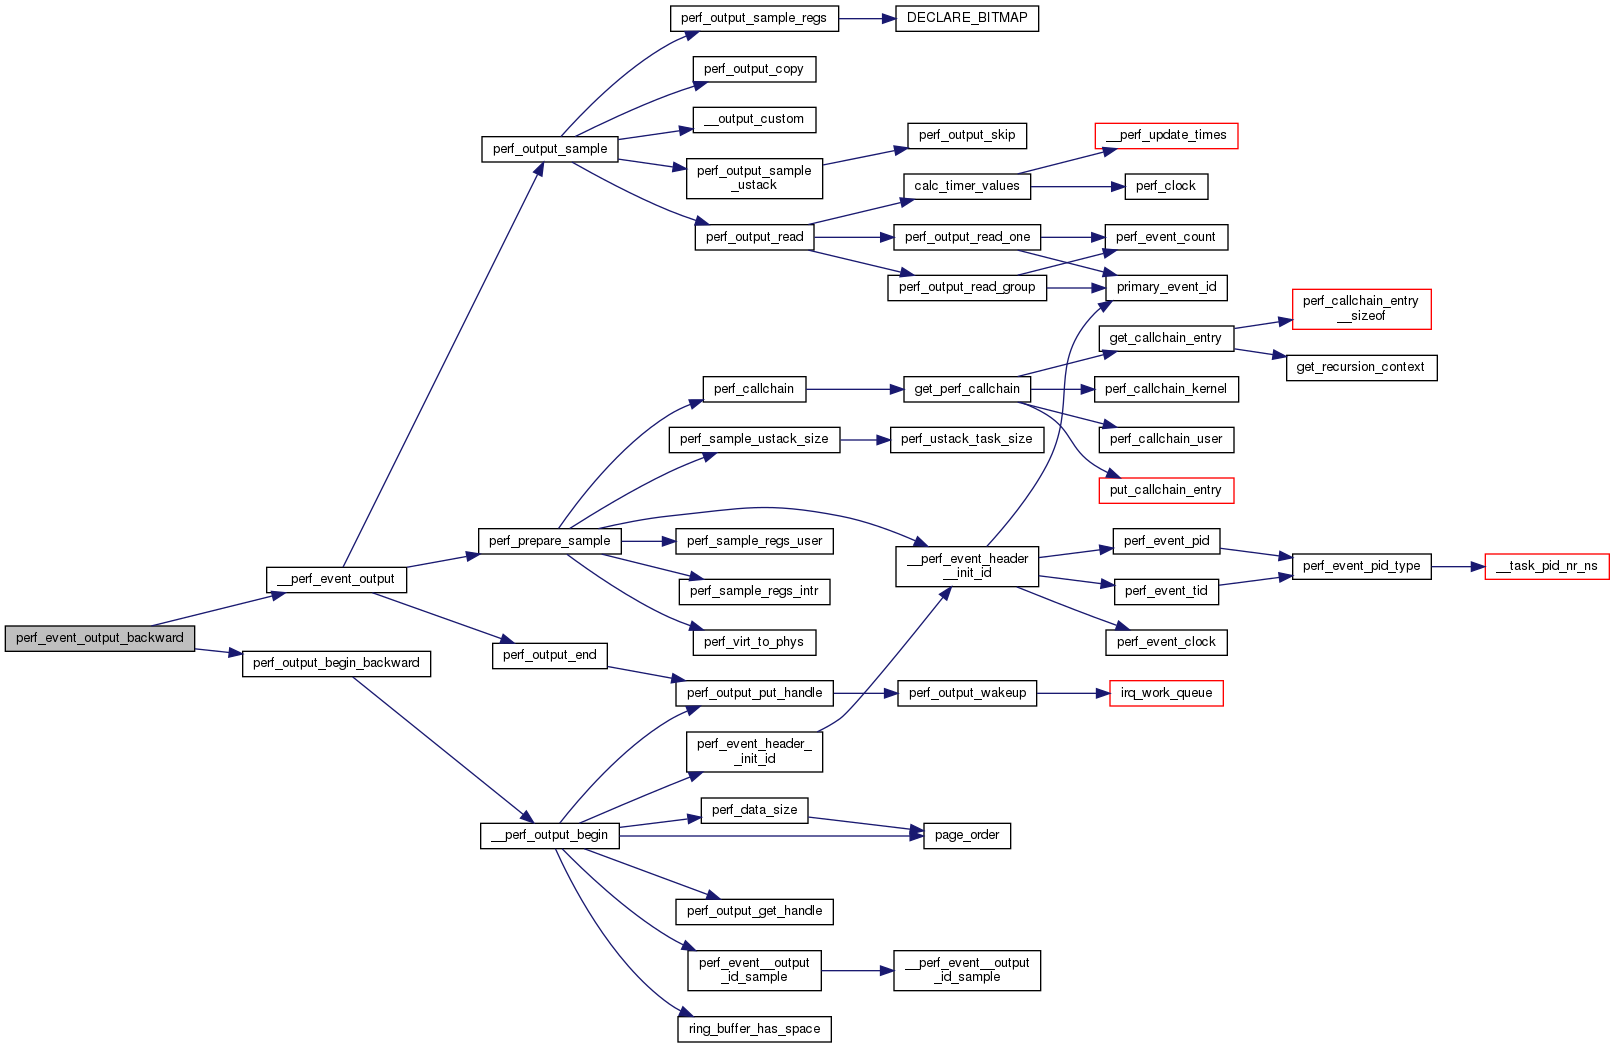 perf_output_sample_regs
DECLARE_BITMAP
perf_output_copy
__output_custom
perf_output_skip
__perf_update_times
perf_output_sample
perf_output_sample
_ustack
calc_timer_values
perf_clock
perf_output_read
perf_output_read_one
perf_event_count
perf_output_read_group
primary_event_id
perf_callchain_entry
__sizeof
get_callchain_entry
get_recursion_context
perf_callchain
get_perf_callchain
perf_callchain_kernel
perf_sample_ustack_size
perf_ustack_task_size
perf_callchain_user
put_callchain_entry
perf_prepare_sample
perf_sample_regs_user
__perf_event_header
__init_id
perf_event_pid
perf_event_pid_type
__task_pid_nr_ns
__perf_event_output
perf_sample_regs_intr
perf_event_tid
perf_event_output_backward
perf_virt_to_phys
perf_event_clock
perf_output_begin_backward
perf_output_end
perf_output_put_handle
perf_output_wakeup
irq_work_queue
perf_event_header_
_init_id
perf_data_size
__perf_output_begin
page_order
perf_output_get_handle
perf_event__output
_id_sample
__perf_event__output
_id_sample
ring_buffer_has_space